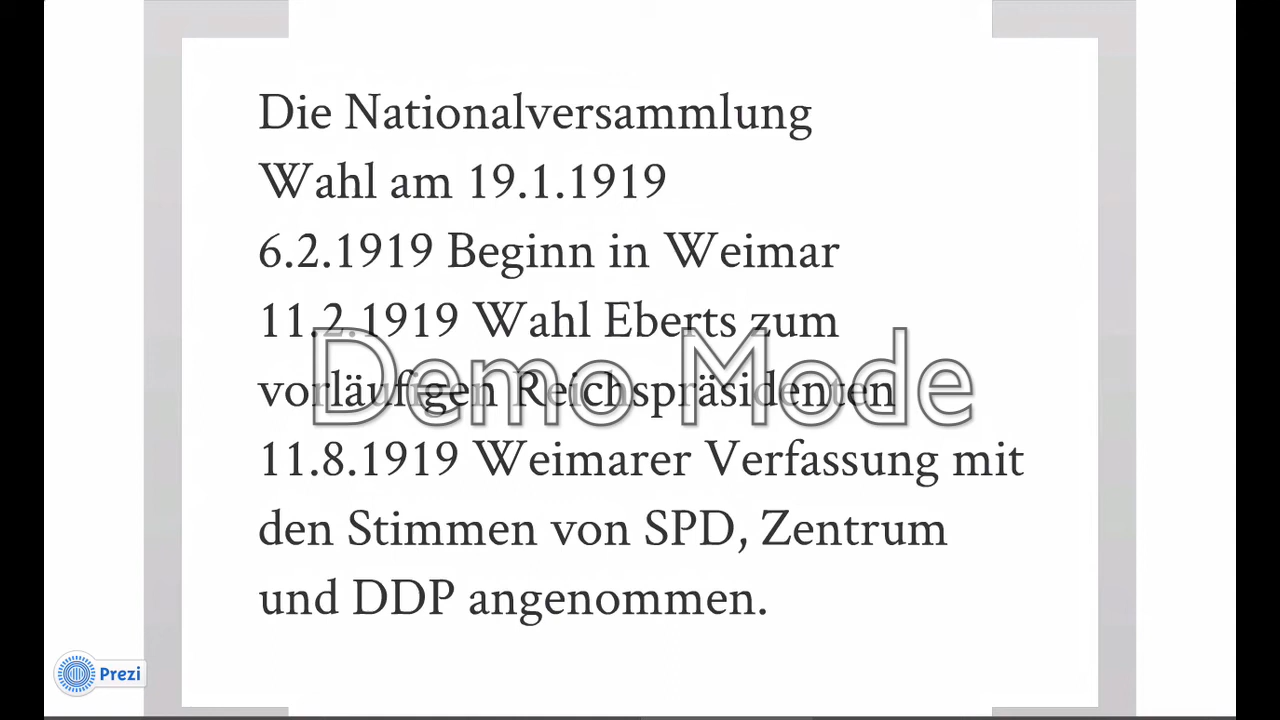 Die Nationalversammlung
Wahl am 19.1.1919
6.2.1919 Beginn in Weimar
11.2.1919 Wahl Eberts zum
vorläufigen Reichspräsidenten
Demo Mode
11.8.1919 Weimarer Verfassung mit
den Stimmen von SPD, Zentrum
und DDP angenommen.
Prezi